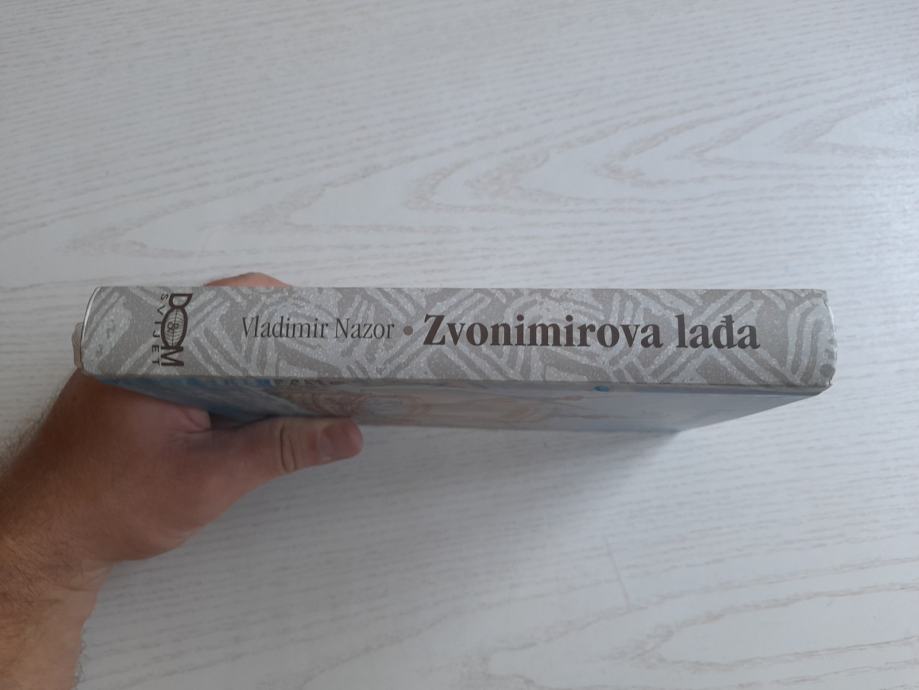 Vladimir Nazor • Zvonimirova lađa
DOM
&
SVIJET